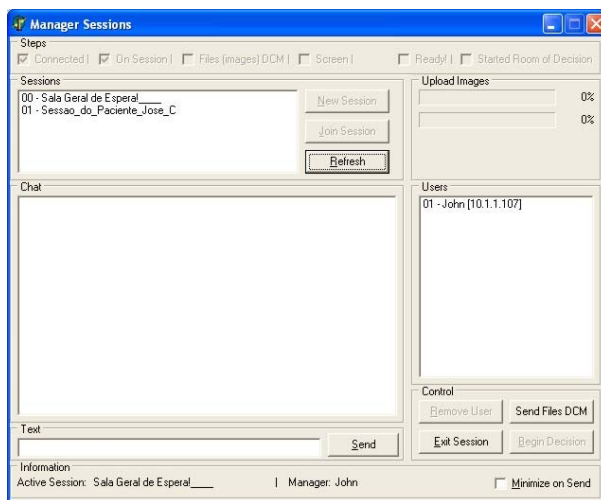 Manager Sessions
Steps
Connected | On Session | Files (images) DCM | Screen | Ready! | Started Room of Decision
Sessions
00 - Sala Geral de Espera!____
01 - Sessao_do_Paciente_Jose_C
New Session
Join Session
Refresh
Upload Images
0%
0%
Chat
Users
01 - John [10.1.1.107]
Control
Remove User Send Files DCM
Exit Session Begin Decision
Text
Send
Information
Active Session: Sala Geral de Espera!____ | Manager: John
Minimize on Send